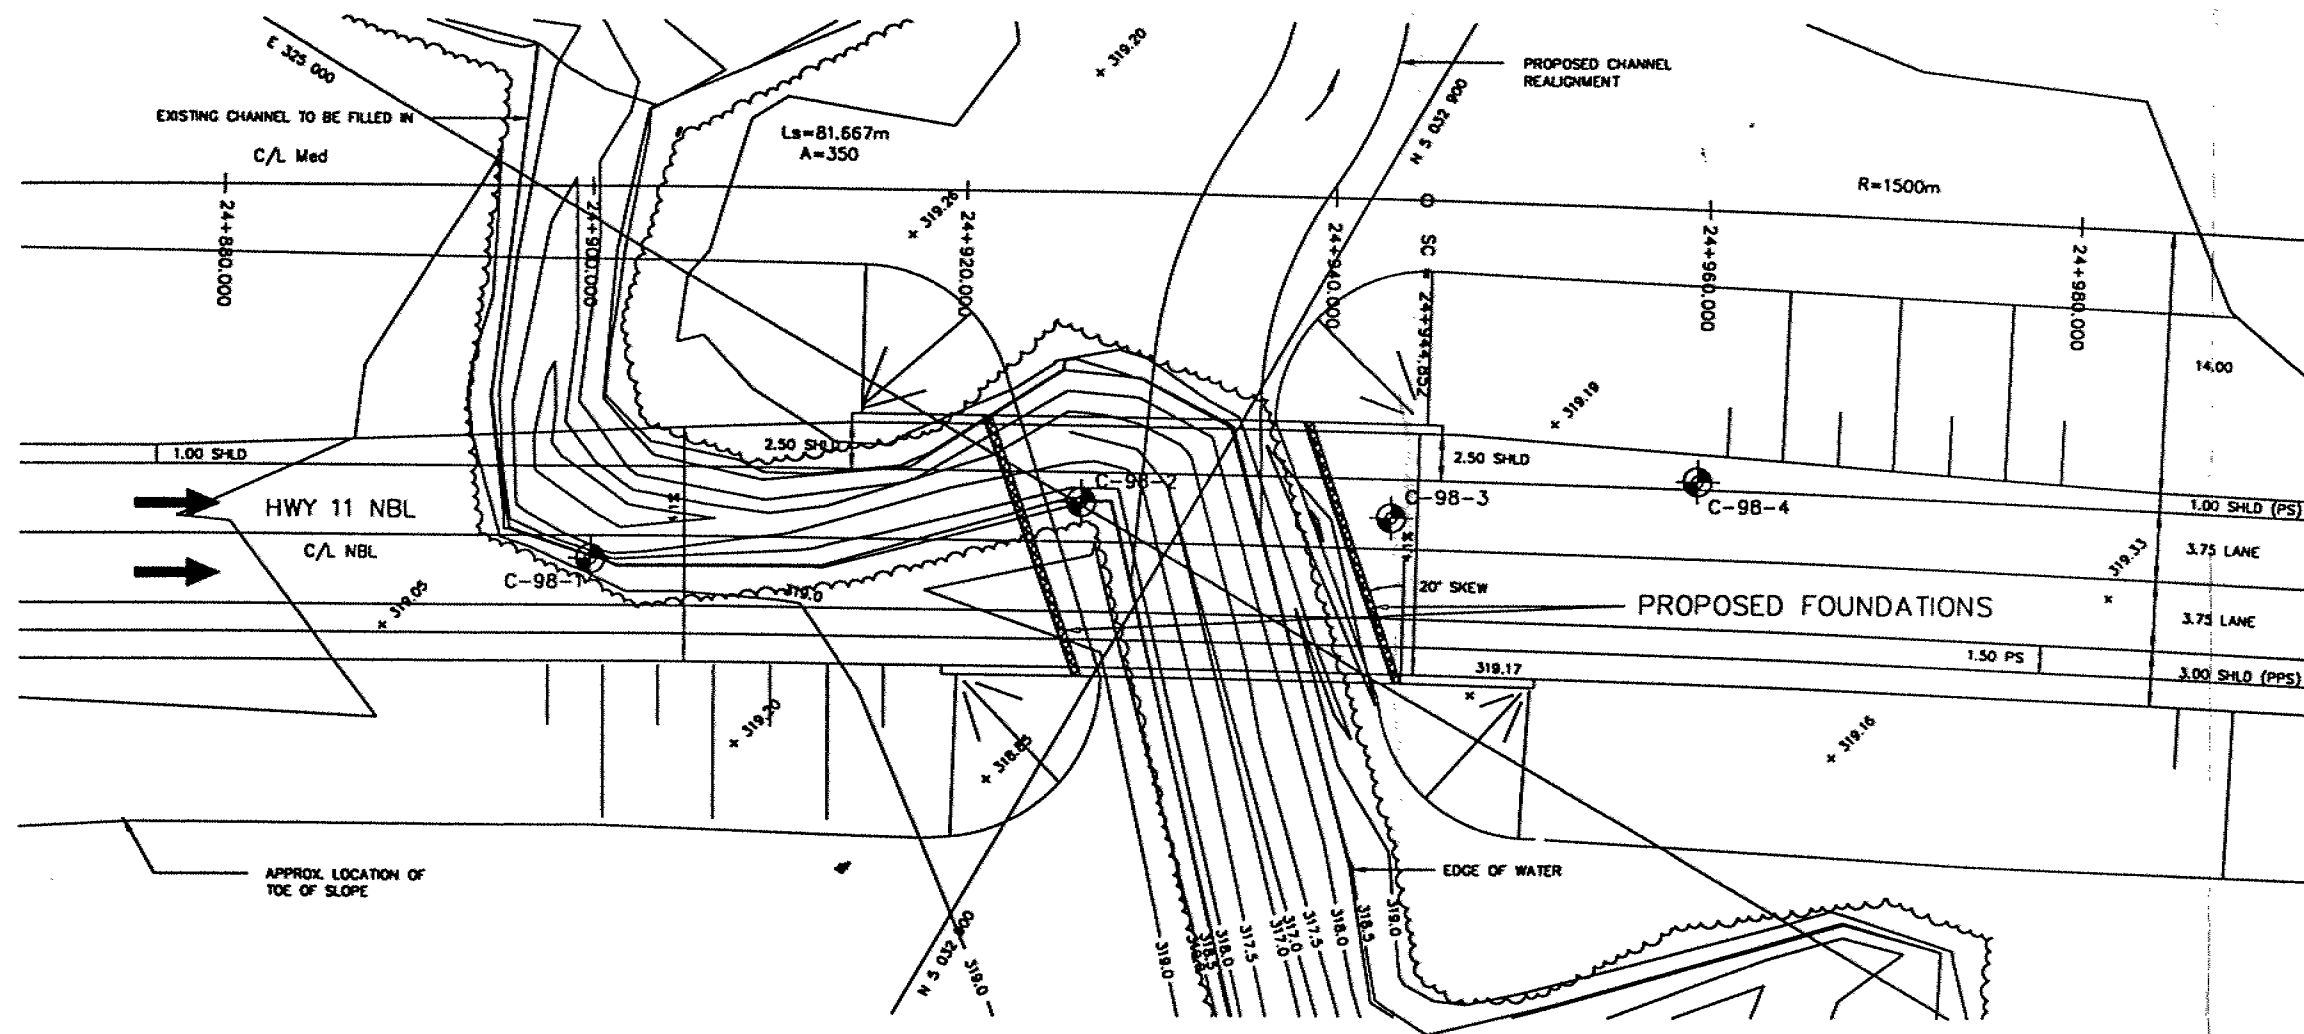 E 325 000
319.20
PROPOSED CHANNEL
REALIGNMENT
N 5 032 900
EXISTING CHANNEL TO BE FILLED IN
C/L Med
Ls=81.667m
A=350
R=1500m
319.26
24+880.000
24+900.000
24+920.000
24+940.000
SC = 24+944.852
24+960.000
24+980.000
14.00
319.19
1.00 SHLD
2.50 SHLD
2.50 SHLD
HWY 11 NBL
C/L NBL
C-98-1
C-98-2
C-98-3
C-98-4
1.00 SHLD (PS)
3.75 LANE
319.33
319.05
319.0
20° SKEW
PROPOSED FOUNDATIONS
3.75 LANE
1.50 PS
319.17
3.00 SHLD (PPS)
319.20
318.85
319.16
APPROX. LOCATION OF
TOE OF SLOPE
EDGE OF WATER
N 5 032 900
319.0
319.0
318.5
318.0
317.5
317.0
317.0
317.5
318.0
318.5
319.0